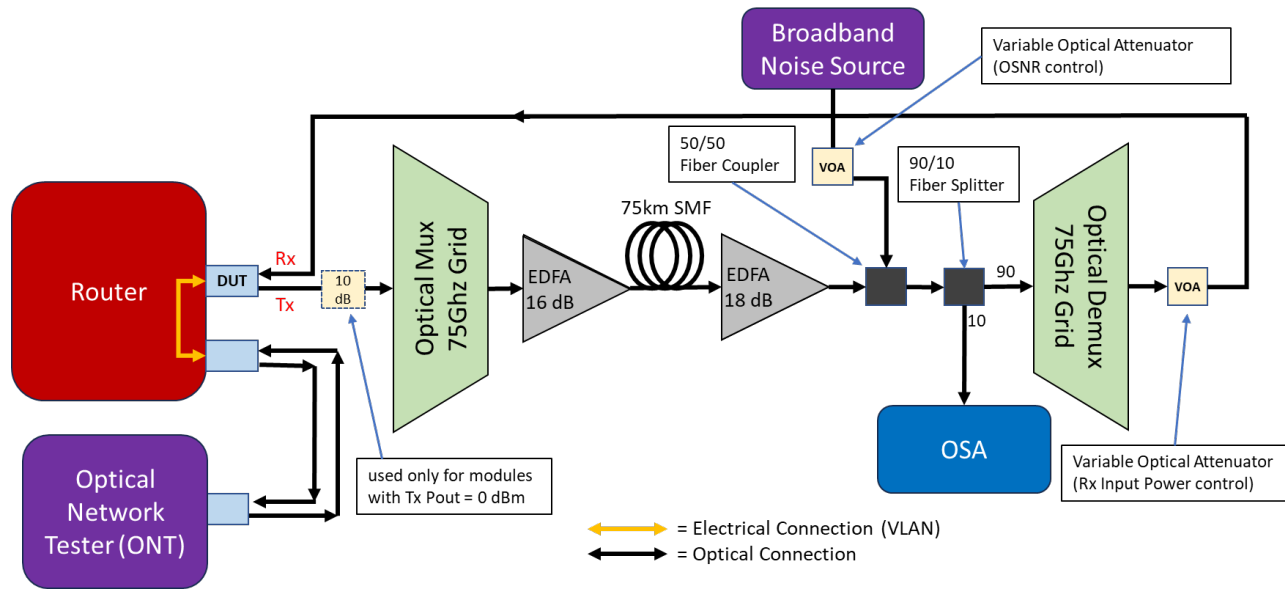 Broadband
Noise Source
Variable Optical Attenuator
(OSNR control)
50/50
Fiber Coupler
VOA
90/10
Fiber Splitter
75km SMF
Router
DUT
Rx
Tx
10
dB
Optical Mux
75Ghz Grid
EDFA
16 dB
EDFA
18 dB
90
10
Optical Demux
75Ghz Grid
VOA
OSA
Optical
Network
Tester (ONT)
used only for modules
with Tx Pout = 0 dBm
Variable Optical Attenuator
(Rx Input Power control)
= Electrical Connection (VLAN)
= Optical Connection